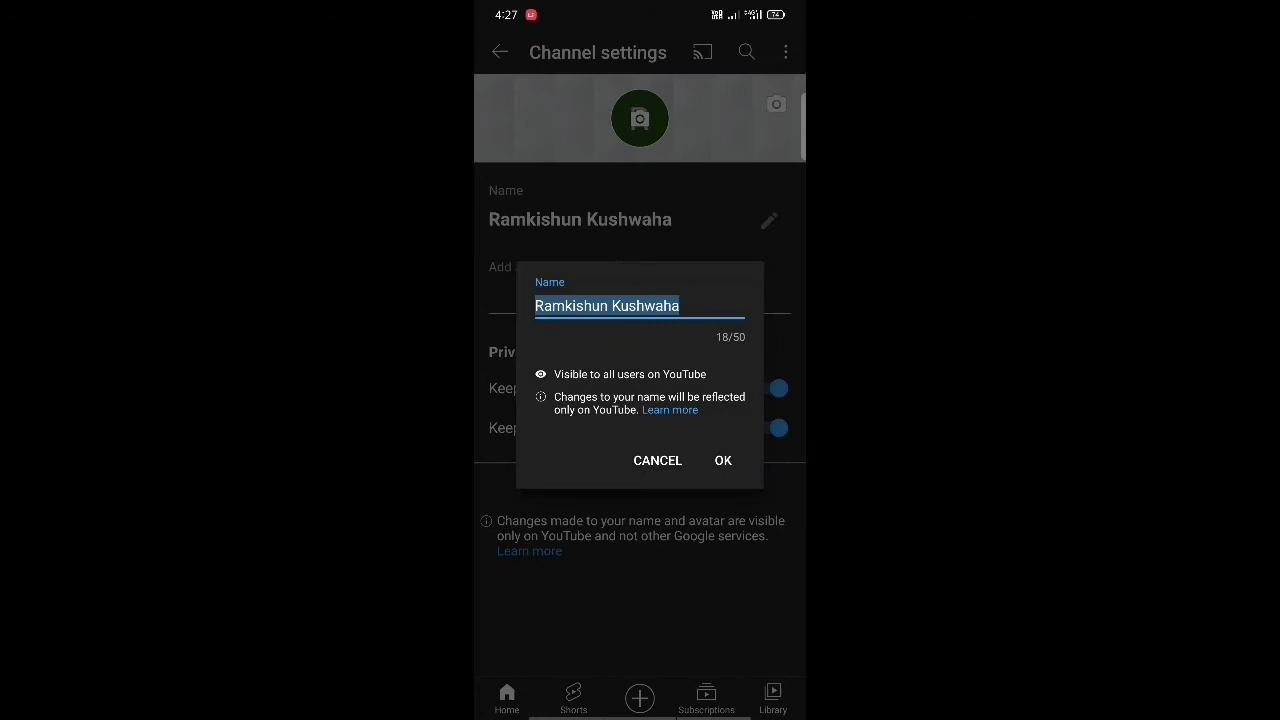 4:27
Channel settings
Name
Ramkishun Kushwaha
Add
Name
Ramkishun Kushwaha
18/50
Priv
Visible to all users on YouTube
Keep
Changes to your name will be reflected
only on YouTube. Learn more
Keep
CANCEL OK
Changes made to your name and avatar are visible
only on YouTube and not other Google services.
Learn more
Home Shorts Subscriptions Library